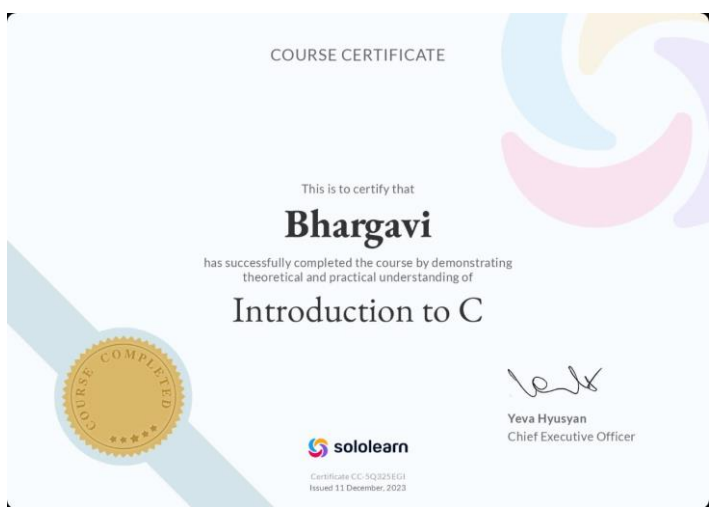 COURSE CERTIFICATE
This is to certify that
Bhargavi
has successfully completed the course by demonstrating
theoretical and practical understanding of
Introduction to C
COURSE COMPLETED
Yeva Hyusyan
Chief Executive Officer
sololearn
Certificate CC-5Q325EGI
Issued 11 December, 2023